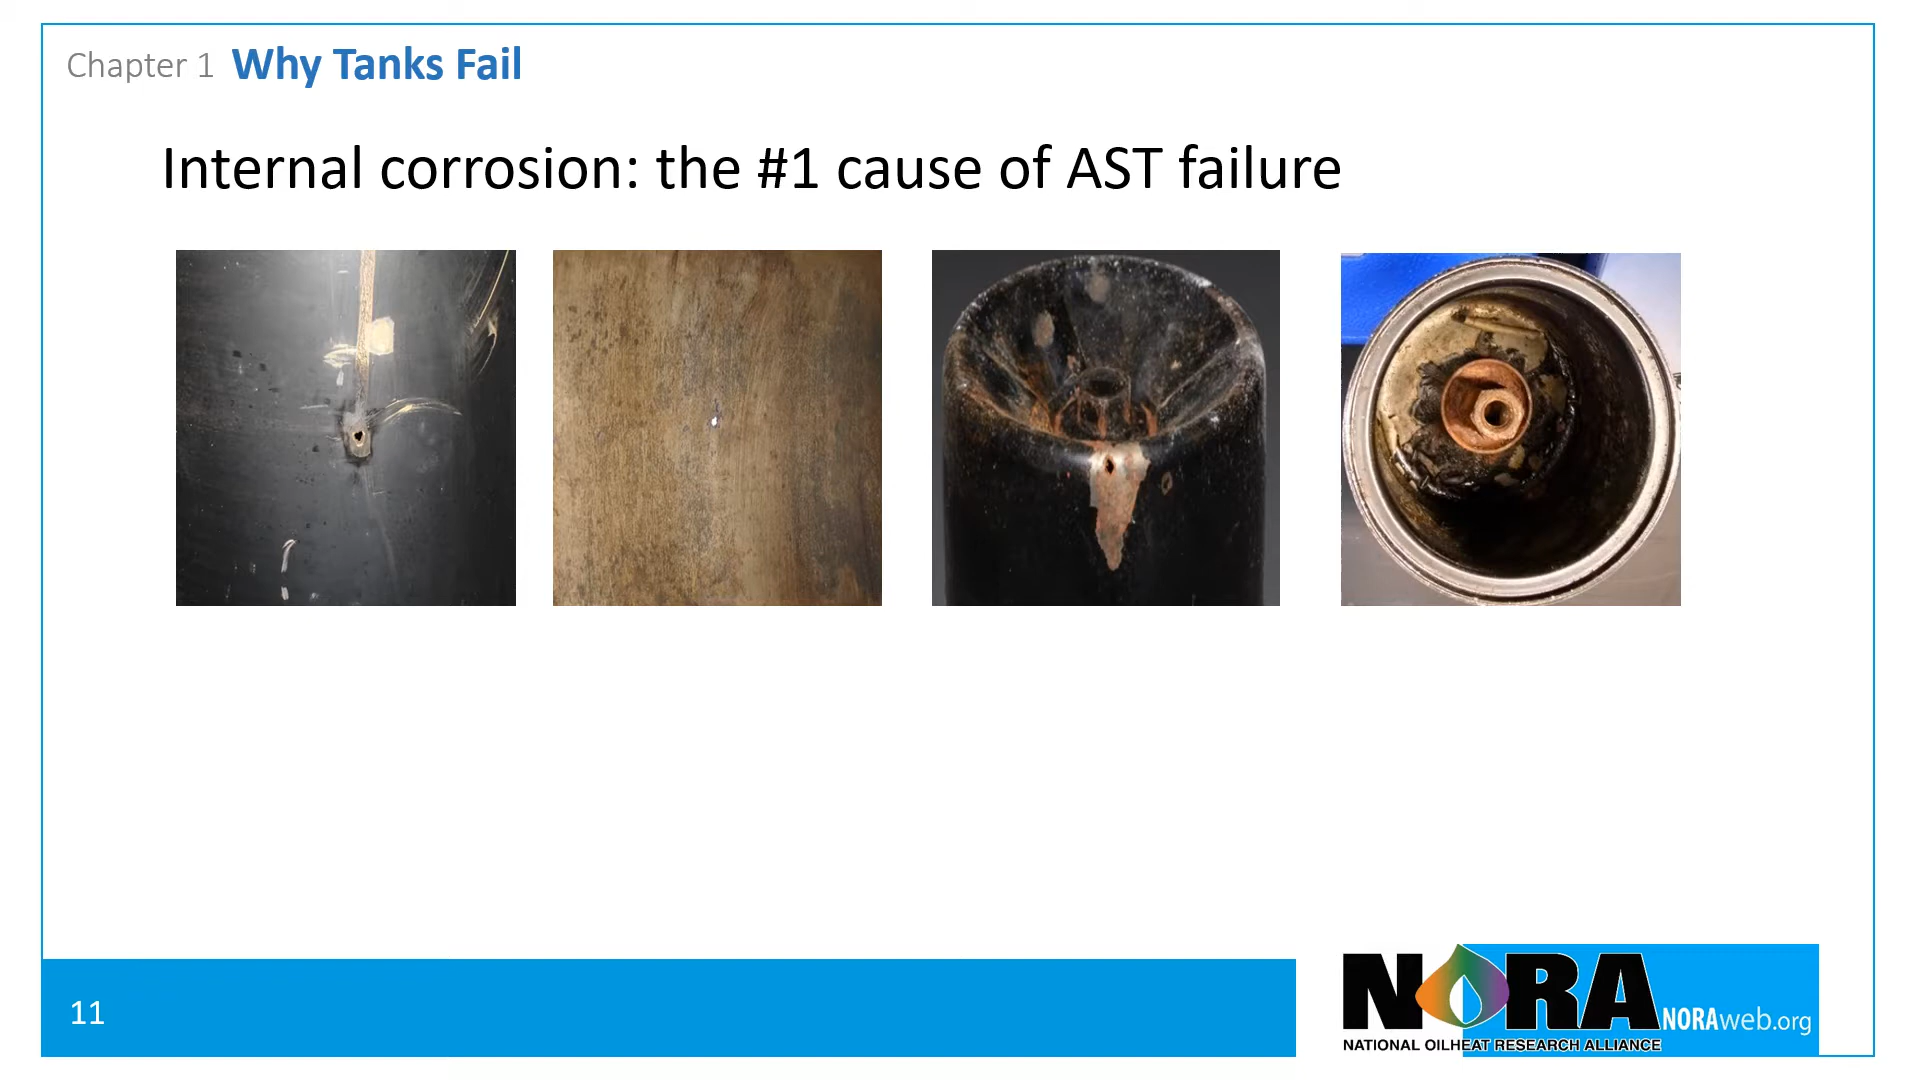 Chapter 1 Why Tanks Fail
Internal corrosion: the #1 cause of AST failure
11
NORA
NORAweb.org
NATIONAL OILHEAT RESEARCH ALLIANCE